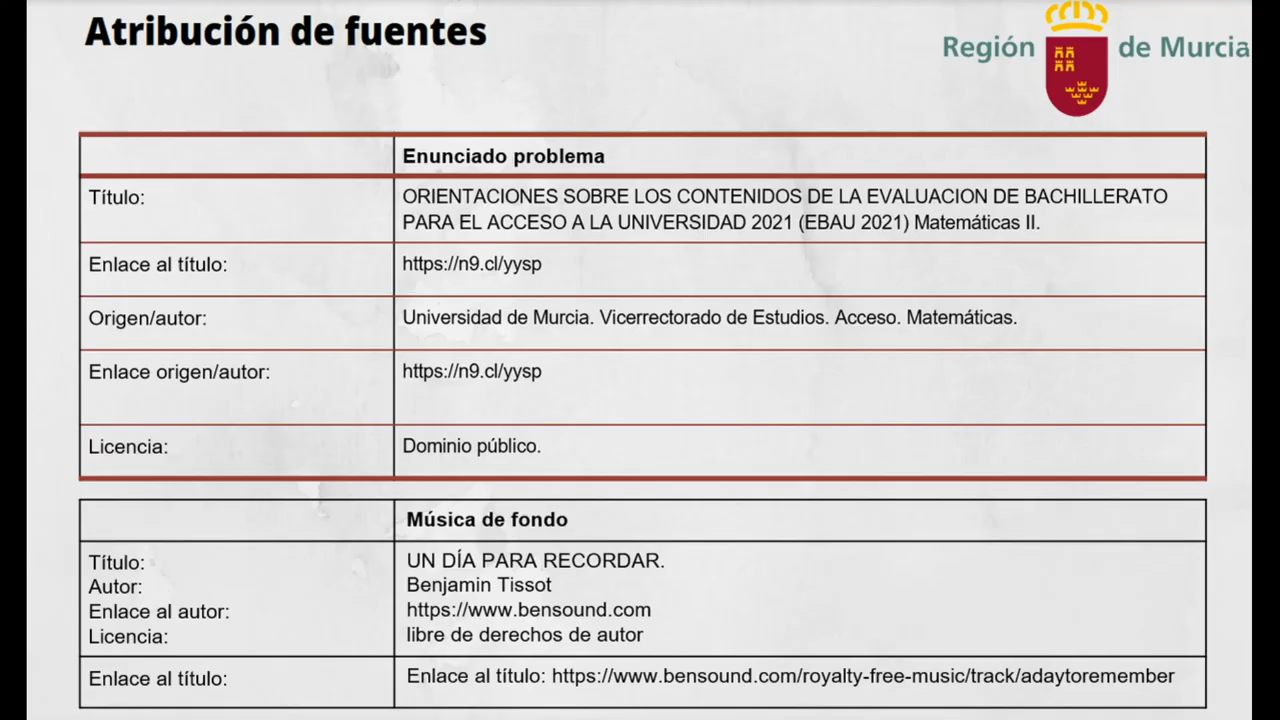 Atribución de fuentes
Región de Murcia
Enunciado problema
Título:
ORIENTACIONES SOBRE LOS CONTENIDOS DE LA EVALUACION DE BACHILLERATO
PARA EL ACCESO A LA UNIVERSIDAD 2021 (EBAU 2021) Matemáticas II.
Enlace al título:
https://n9.cl/yysp
Origen/autor:
Universidad de Murcia. Vicerrectorado de Estudios. Acceso. Matemáticas.
Enlace origen/autor:
https://n9.cl/yysp
Licencia:
Dominio público.
Música de fondo
Título:
UN DÍA PARA RECORDAR.
Autor:
Benjamin Tissot
Enlace al autor:
https://www.bensound.com
Licencia:
libre de derechos de autor
Enlace al título:
Enlace al título: https://www.bensound.com/royalty-free-music/track/adaytoremember